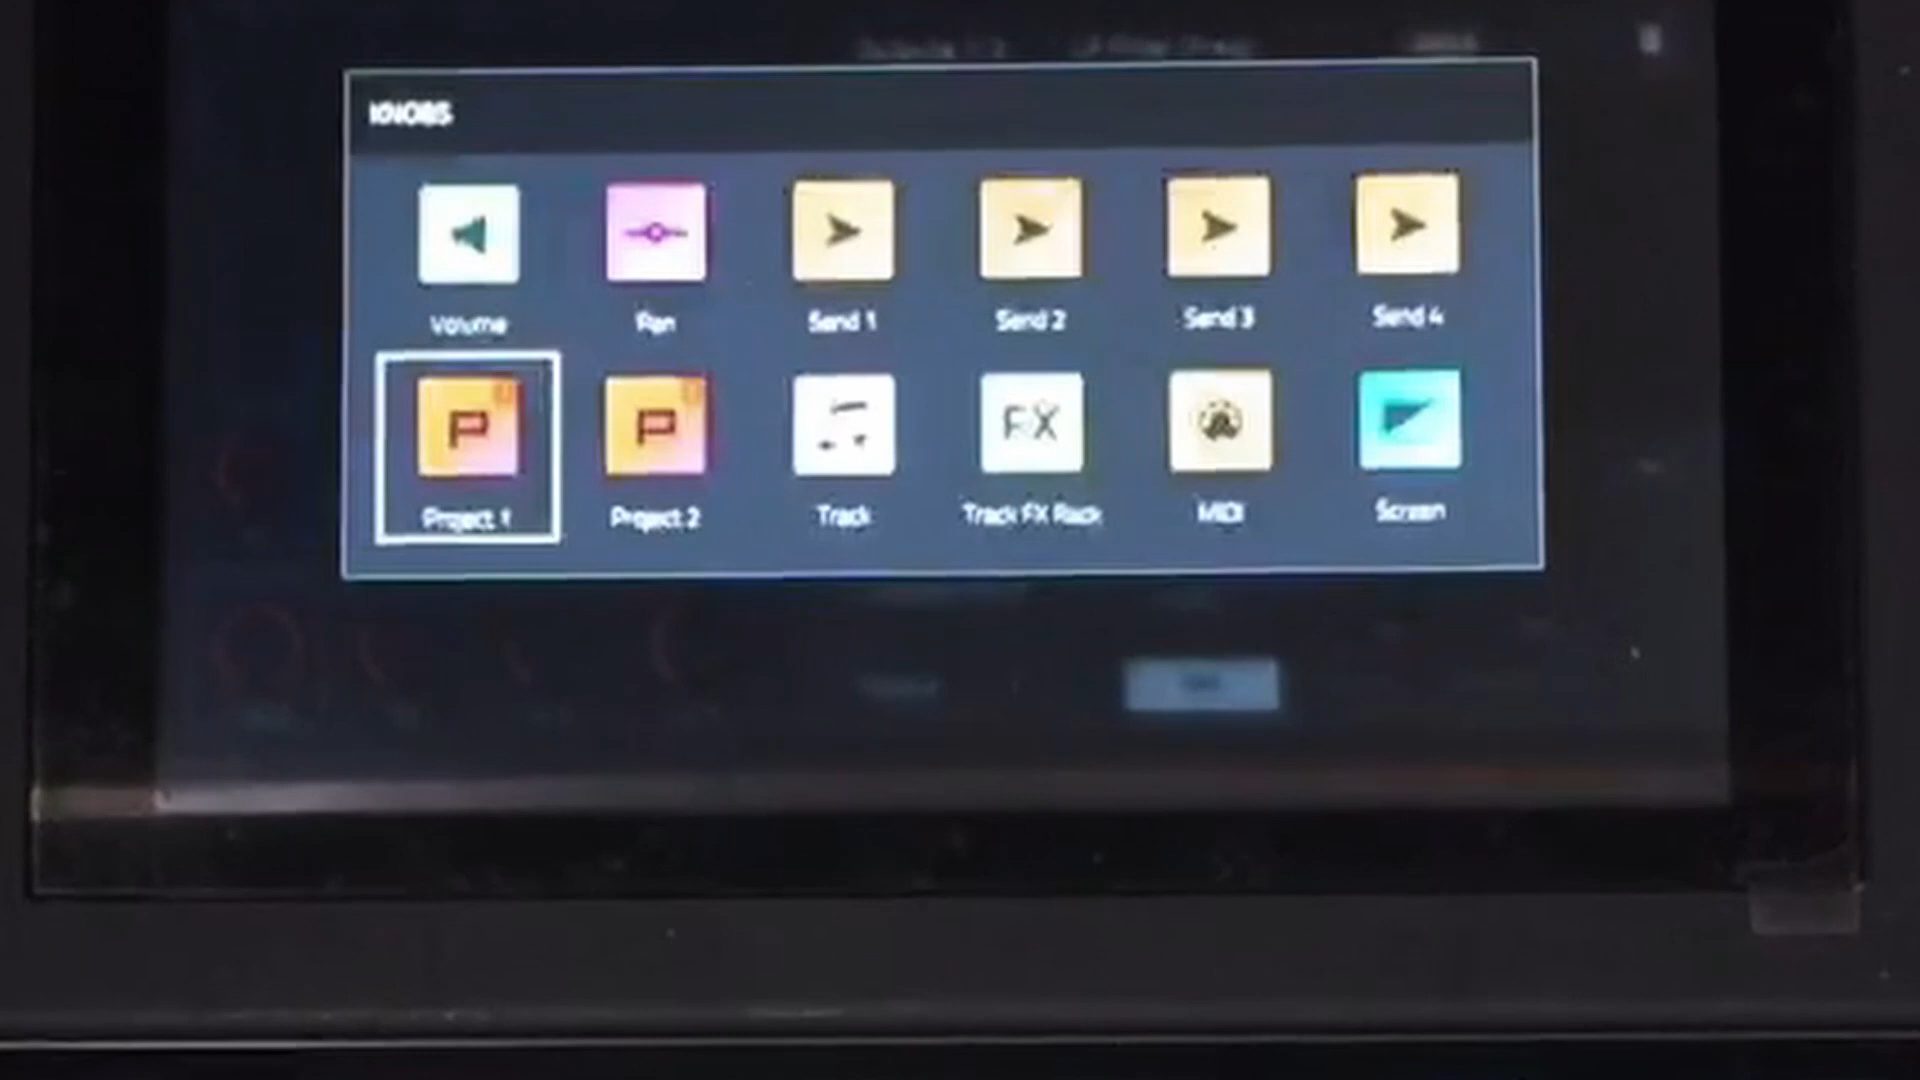 KNOBS
Volume Pan Send 1 Send 2 Send 3 Send 4
P P FX
Project 1 Project 2 Track Track FX Rack MIDI Screen